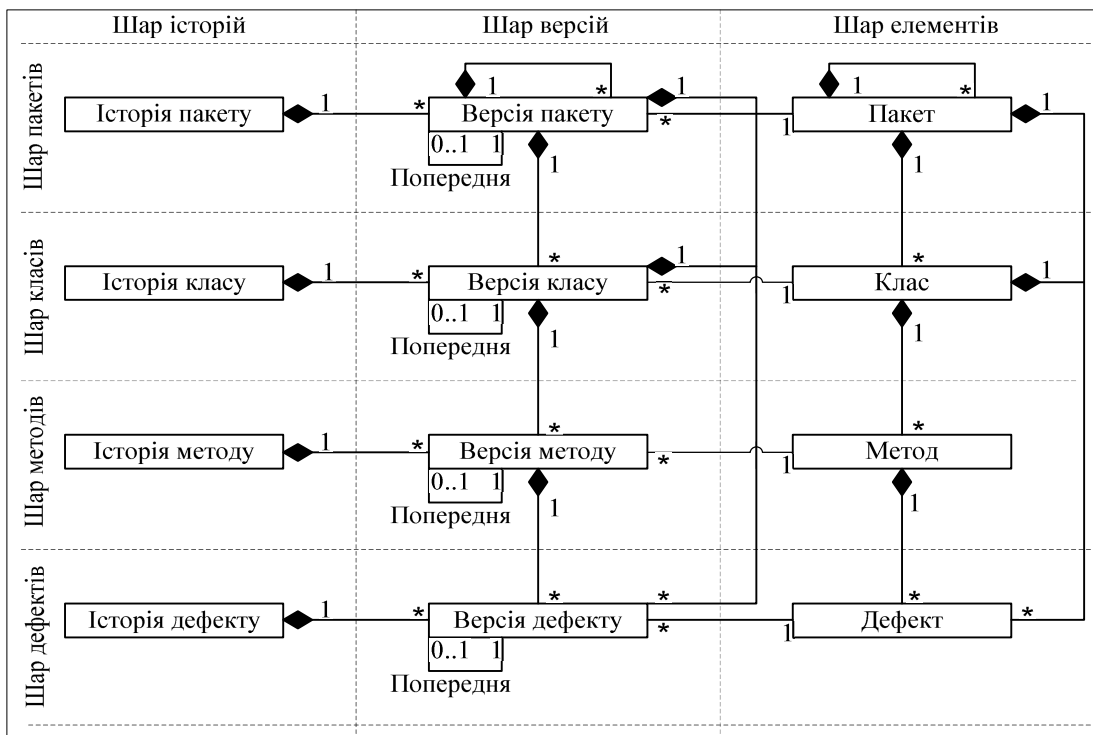 Шар історій Шар версій Шар елементів
Шар пакетів
1 * 1 *
Історія пакету 1 * Версія пакету 1 * 1 Пакет 1
0..1 1 1 1
Попередня
Шар класів
* *
Історія класу 1 * Версія класу 1 * 1 Клас 1
0..1 1 1 1
Попередня
Шар методів
* *
Історія методу 1 * Версія методу * 1 Метод
0..1 1 1 1
Попередня
Шар дефектів
* * *
Історія дефекту 1 * Версія дефекту * 1 Дефект *
0..1 1
Попередня